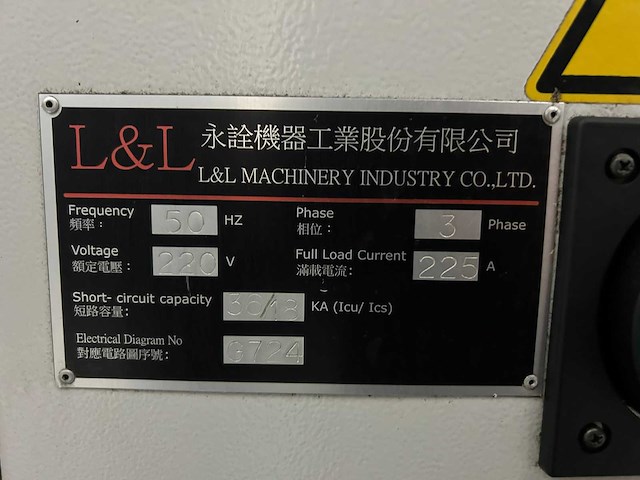 L&L 永詮機器工業股份有限公司
L&L MACHINERY INDUSTRY CO.,LTD.
Frequency 50 HZ Phase 3 Phase
頻率： 相位：
Voltage 220 V Full Load Current 225 A
額定電壓： 滿載電流：
Short- circuit capacity 36/18 KA (Icu/ Ics)
短路容量：
Electrical Diagram No G724
對應電路圖序號：